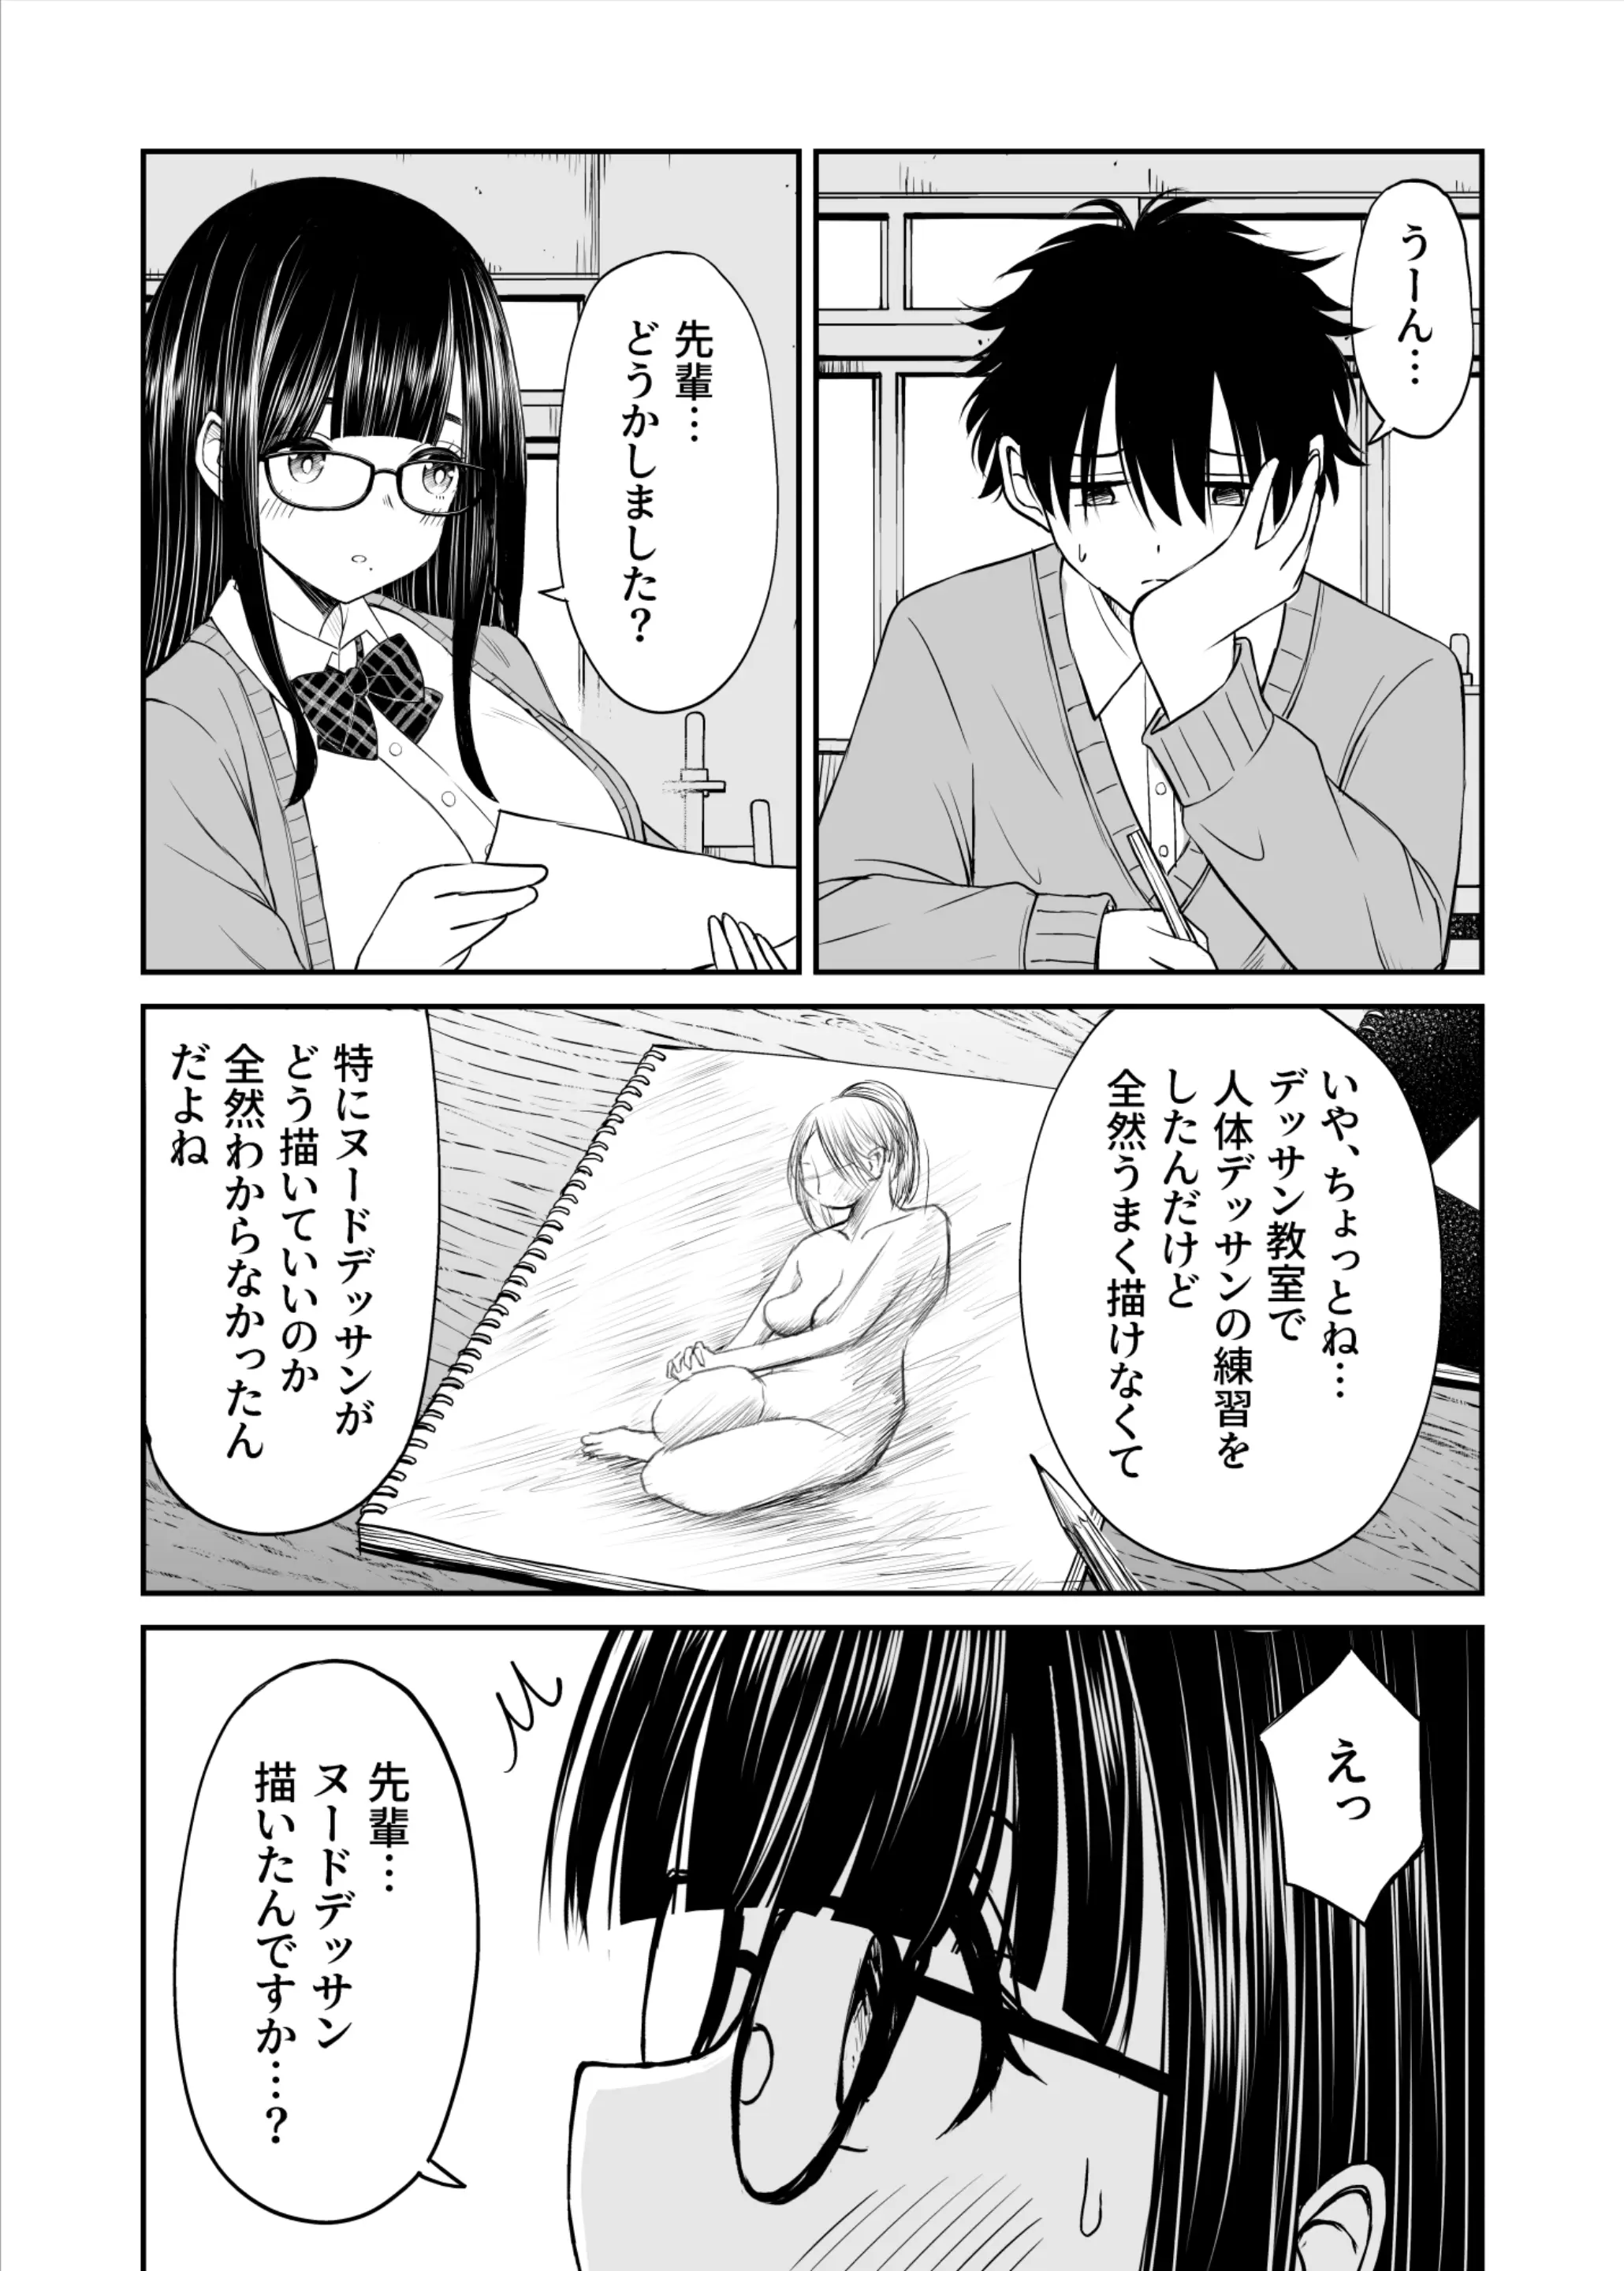 うーん…
先輩…
どうかしました？
いや、ちょっとね…
デッサン教室で
人体デッサンの練習を
したんだけど
全然うまく描けなくて
特にヌードデッサンが
どう描いていいのか
全然わからなかったん
だよね
えっ
先輩…
ヌードデッサン
描いたんですか…？